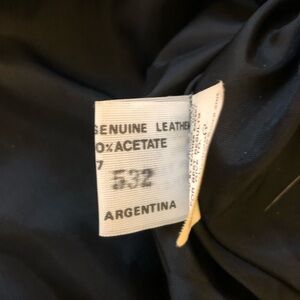 GENUINE LEATHER
0%ACETATE
7
532
ARGENTINA